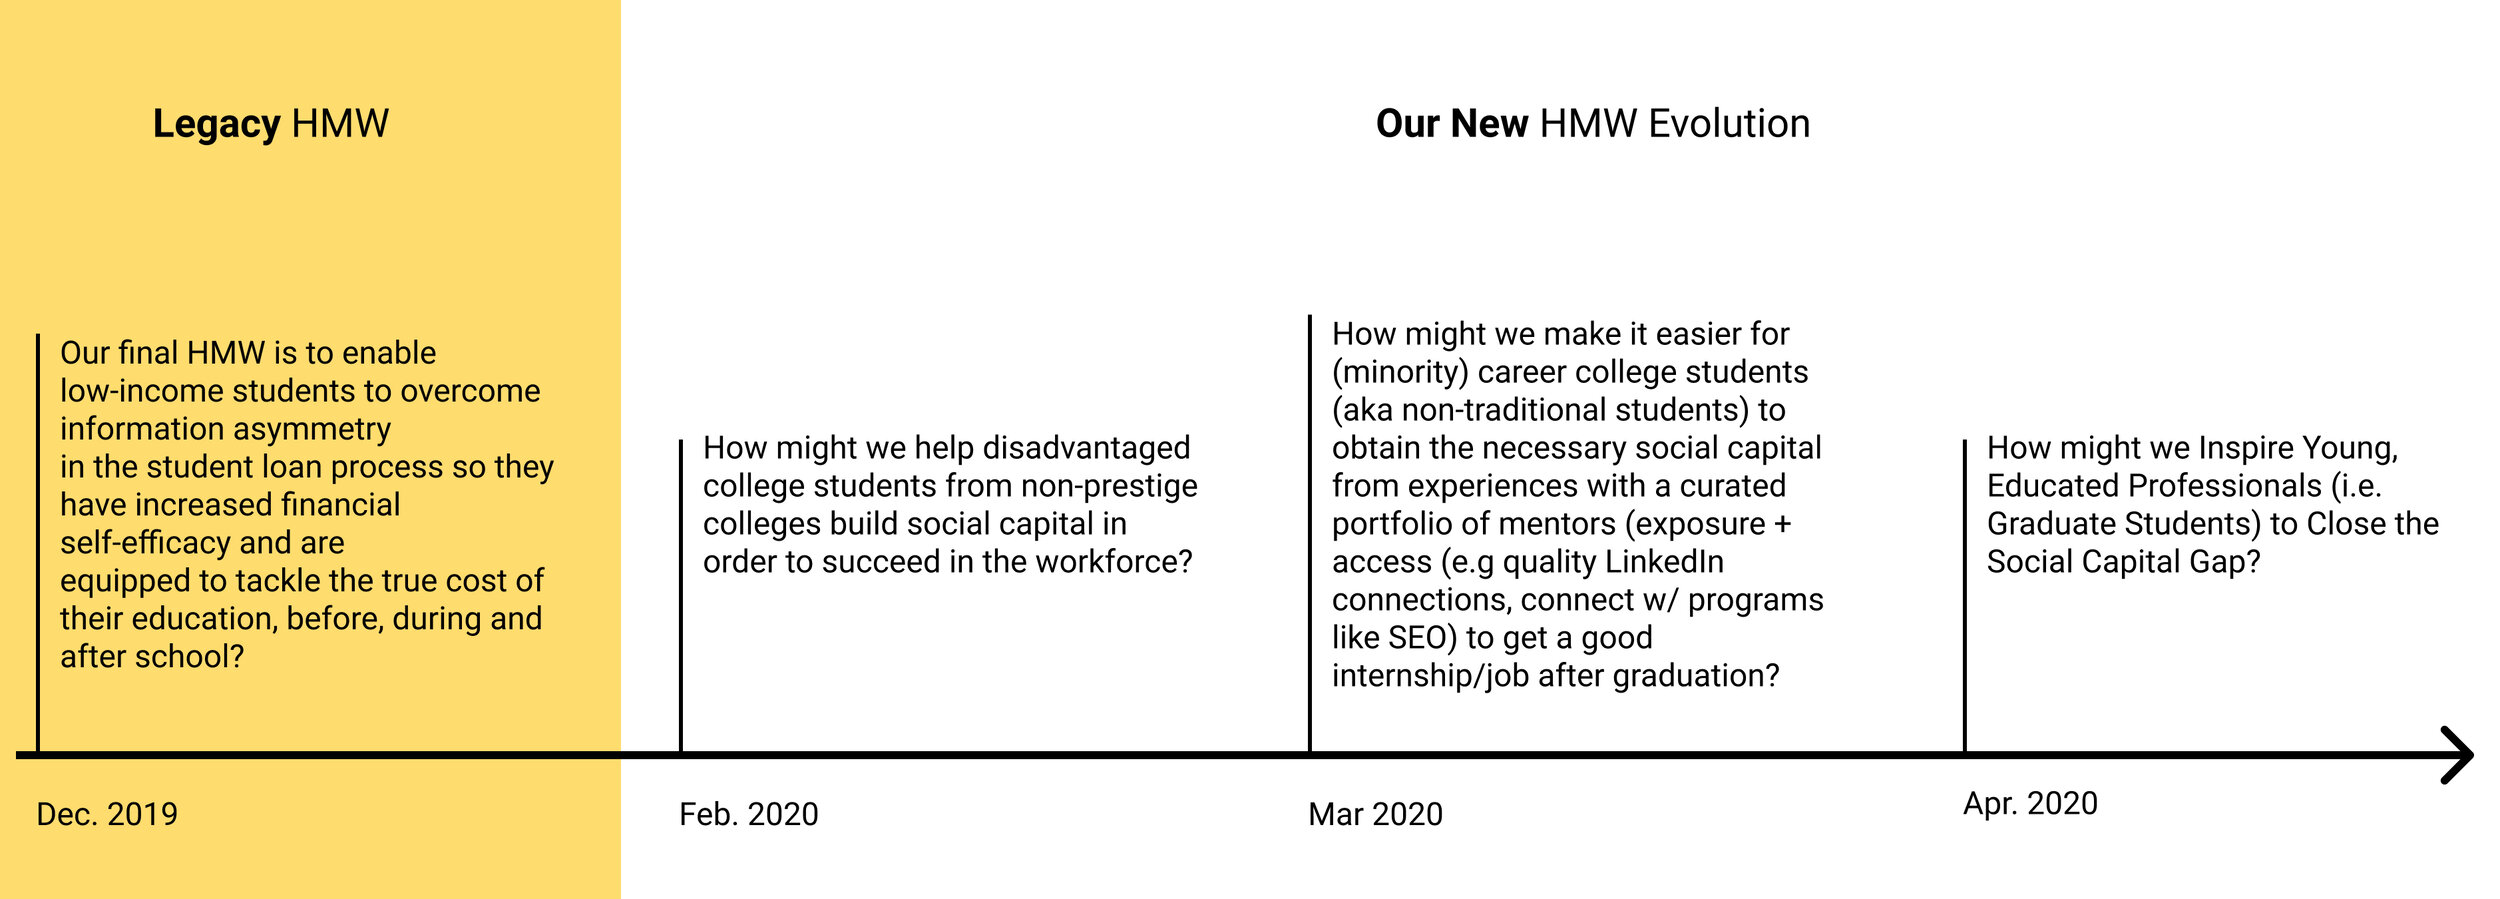 Legacy HMW
Our New HMW Evolution
Our final HMW is to enable
low-income students to overcome
information asymmetry
in the student loan process so they
have increased financial
self-efficacy and are
equipped to tackle the true cost of
their education, before, during and
after school?
How might we help disadvantaged
college students from non-prestige
colleges build social capital in
order to succeed in the workforce?
How might we make it easier for
(minority) career college students
(aka non-traditional students) to
obtain the necessary social capital
from experiences with a curated
portfolio of mentors (exposure +
access (e.g quality LinkedIn
connections, connect w/ programs
like SEO) to get a good
internship/job after graduation?
How might we Inspire Young,
Educated Professionals (i.e.
Graduate Students) to Close the
Social Capital Gap?
Dec. 2019
Feb. 2020
Mar 2020
Apr. 2020